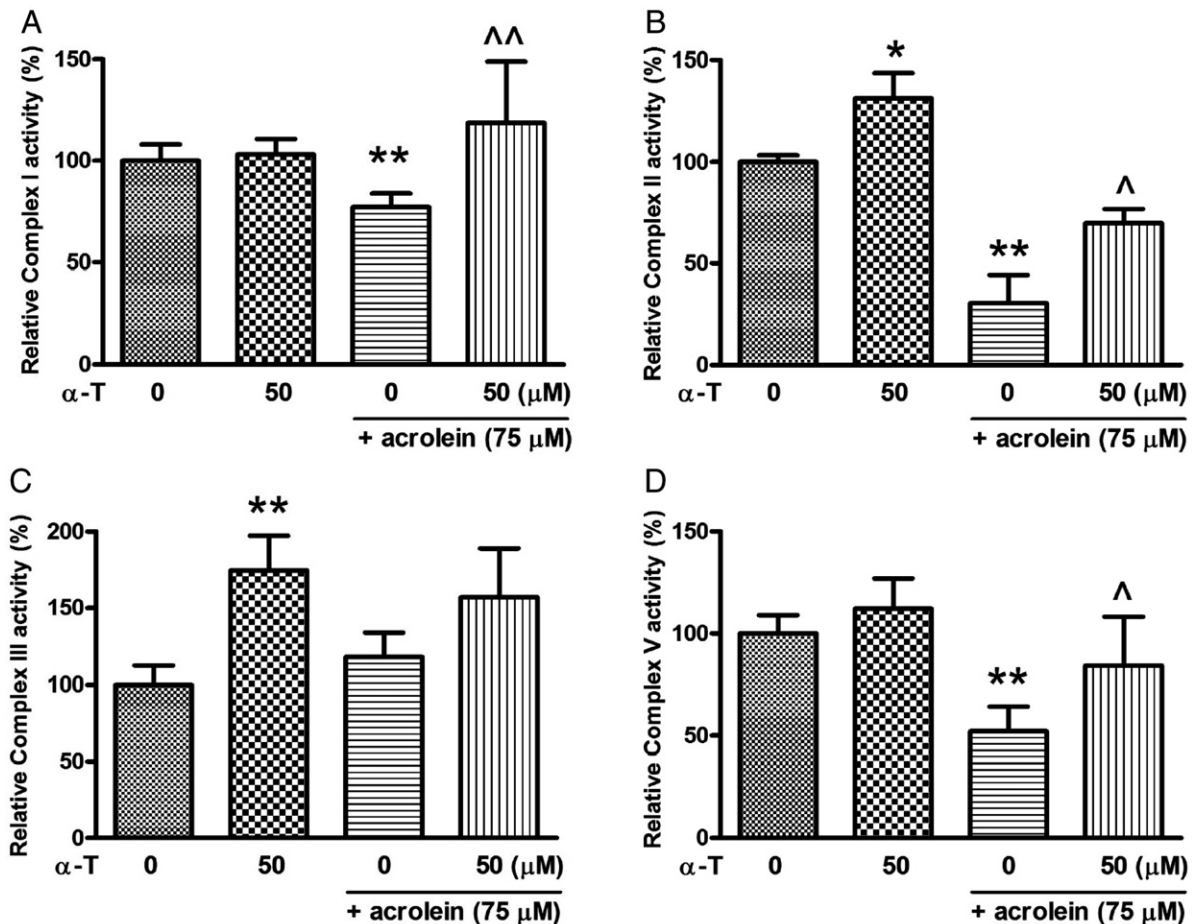 A
Relative Complex I activity (%)
150
100
50
0
**
^^
α-T 0 50 0 50 (μM)
+ acrolein (75 μM)
B
Relative Complex II activity (%)
150
100
50
0
*
**
^
α-T 0 50 0 50 (μM)
+ acrolein (75 μM)
C
Relative Complex III activity (%)
200
150
100
50
0
**
α-T 0 50 0 50 (μM)
+ acrolein (75 μM)
D
Relative Complex V activity (%)
150
100
50
0
**
^
α-T 0 50 0 50 (μM)
+ acrolein (75 μM)